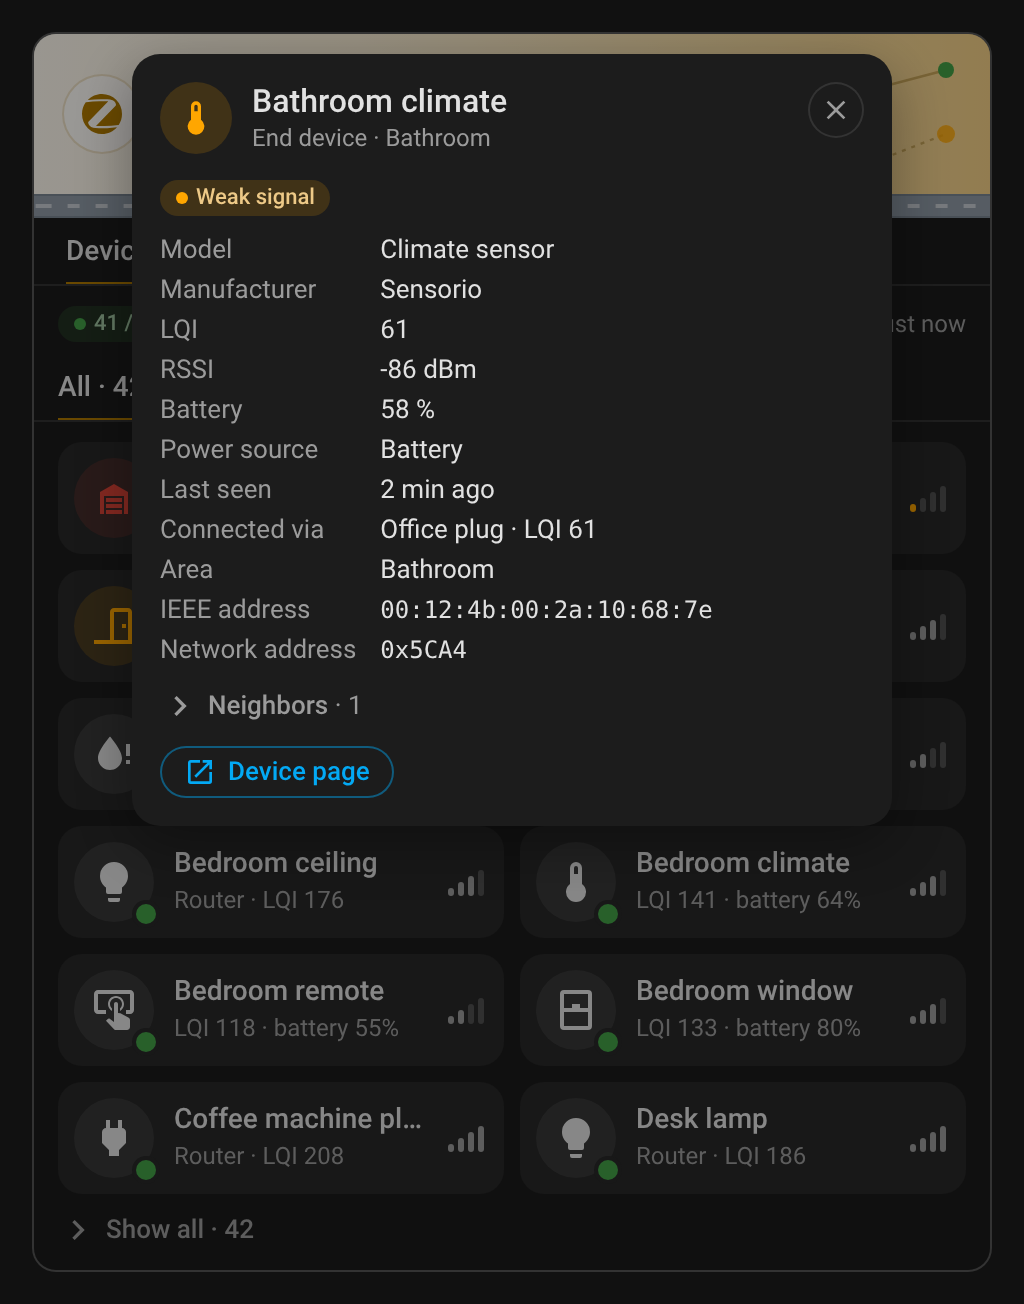 Bathroom climate
End device · Bathroom
Weak signal
Model Climate sensor
Manufacturer Sensorio
LQI 61
RSSI -86 dBm
Battery 58 %
Power source Battery
Last seen 2 min ago
Connected via Office plug · LQI 61
Area Bathroom
IEEE address 00:12:4b:00:2a:10:68:7e
Network address 0x5CA4
Neighbors · 1
Device page
41 /
now
All · 42
Bedroom ceiling
Router · LQI 176
Bedroom climate
LQI 141 · battery 64%
Bedroom remote
LQI 118 · battery 55%
Bedroom window
LQI 133 · battery 80%
Coffee machine pl...
Router · LQI 208
Desk lamp
Router · LQI 186
Show all · 42